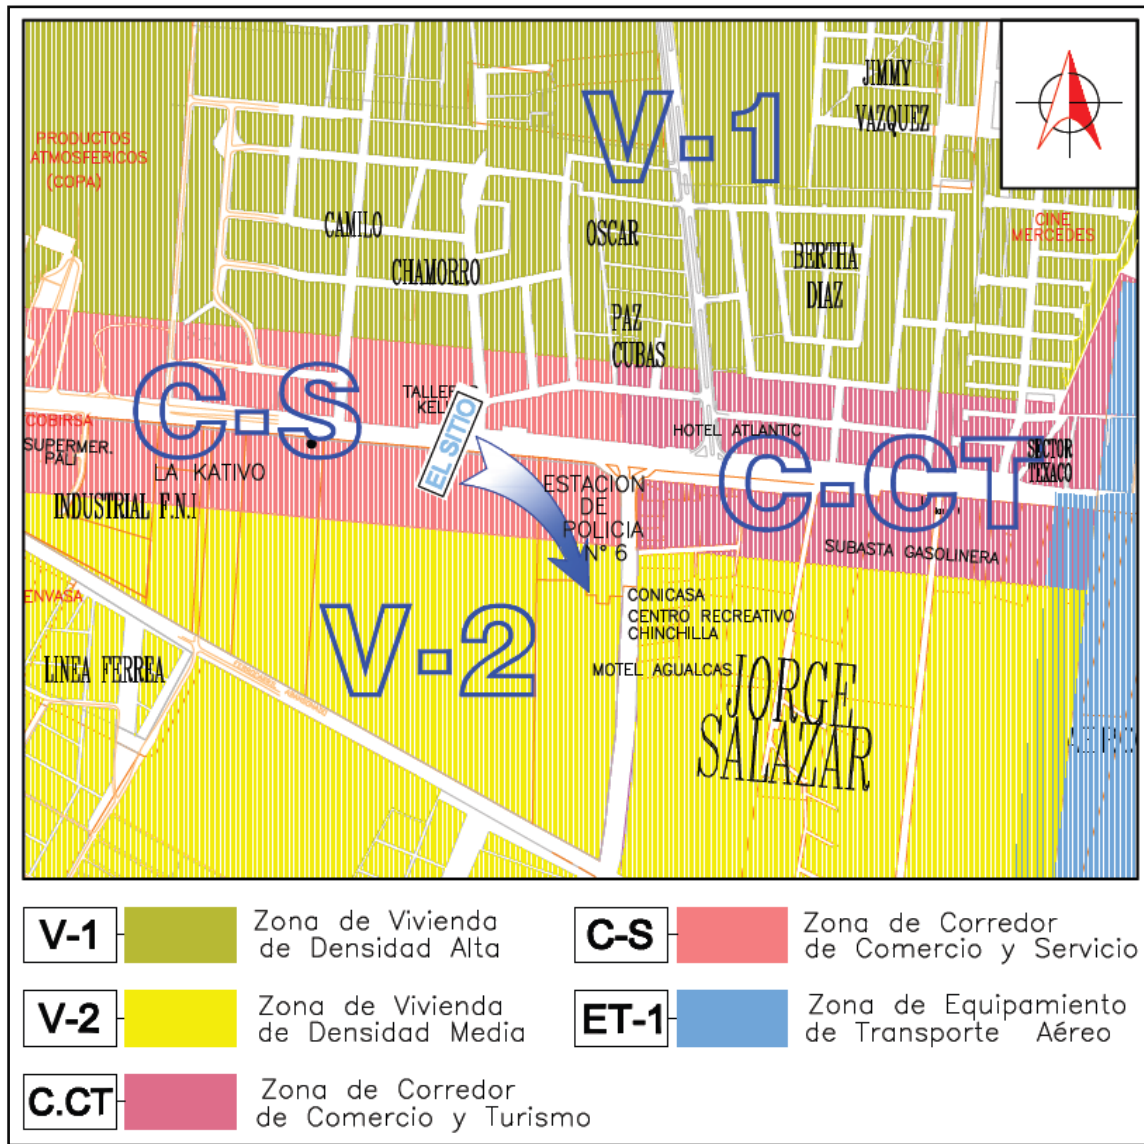 JIMMY
VAZQUEZ
V-1
PRODUCTOS
ATMOSFERICOS
(COPA)
CAMILO
CHAMORRO
OSCAR
PAZ
CUBAS
BERTHA
DIAZ
CINE
MERCEDES
C-S
TALLER
EL SITIO
COBIRSA
SUPERMER.
PALI
LA KATIVO
INDUSTRIAL F.N.I
HOTEL ATLANTIC
C-CT
SECTOR
TEXACO
ESTACION
DE
POLICIA
N° 6
SUBASTA GASOLINERA
ENVASA
V-2
CONICASA
CENTRO RECREATIVO
CHINCHILLA
LINEA FERREA
MOTEL AGUALCAS
JORGE
SALAZAR
V-1
Zona de Vivienda
de Densidad Alta
C-S
Zona de Corredor
de Comercio y Servicio
V-2
Zona de Vivienda
de Densidad Media
ET-1
Zona de Equipamiento
de Transporte Aéreo
C.CT
Zona de Corredor
de Comercio y Turismo